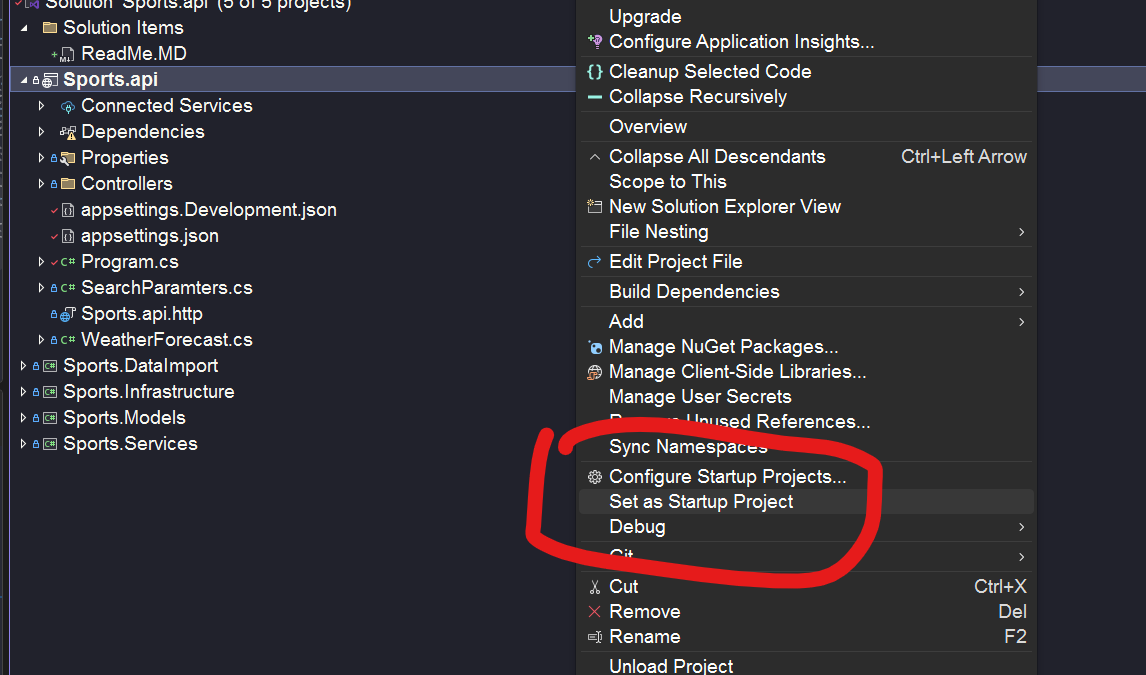 Solution 'Sports.api' (5 of 5 projects)
Solution Items
ReadMe.MD
Sports.api
Connected Services
Dependencies
Properties
Controllers
appsettings.Development.json
appsettings.json
Program.cs
SearchParamters.cs
Sports.api.http
WeatherForecast.cs
Sports.DataImport
Sports.Infrastructure
Sports.Models
Sports.Services
Upgrade
Configure Application Insights...
Cleanup Selected Code
Collapse Recursively
Overview
Collapse All Descendants Ctrl+Left Arrow
Scope to This
New Solution Explorer View
File Nesting
Edit Project File
Build Dependencies
Add
Manage NuGet Packages...
Manage Client-Side Libraries...
Manage User Secrets
Remove Unused References...
Sync Namespaces
Configure Startup Projects...
Set as Startup Project
Debug
Git
Cut Ctrl+X
Remove Del
Rename F2
Unload Project